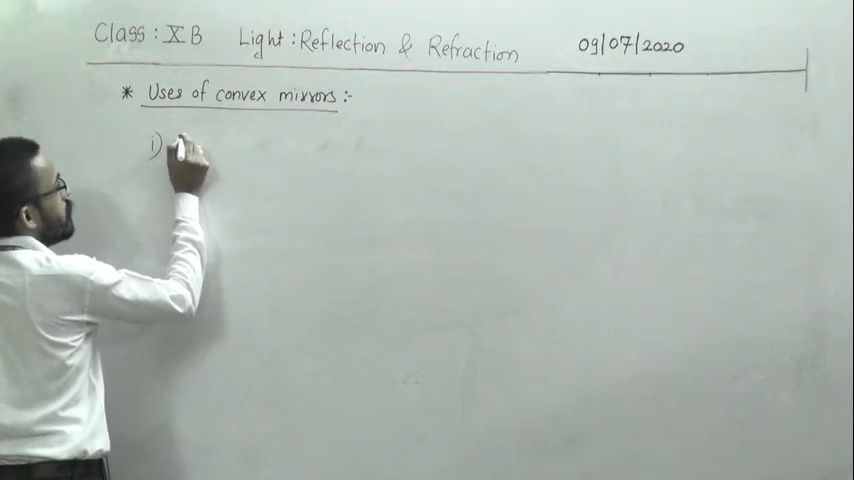 Class : X B Light : Reflection & Refraction 09/07/2020
* Uses of convex mirrors :-
i)